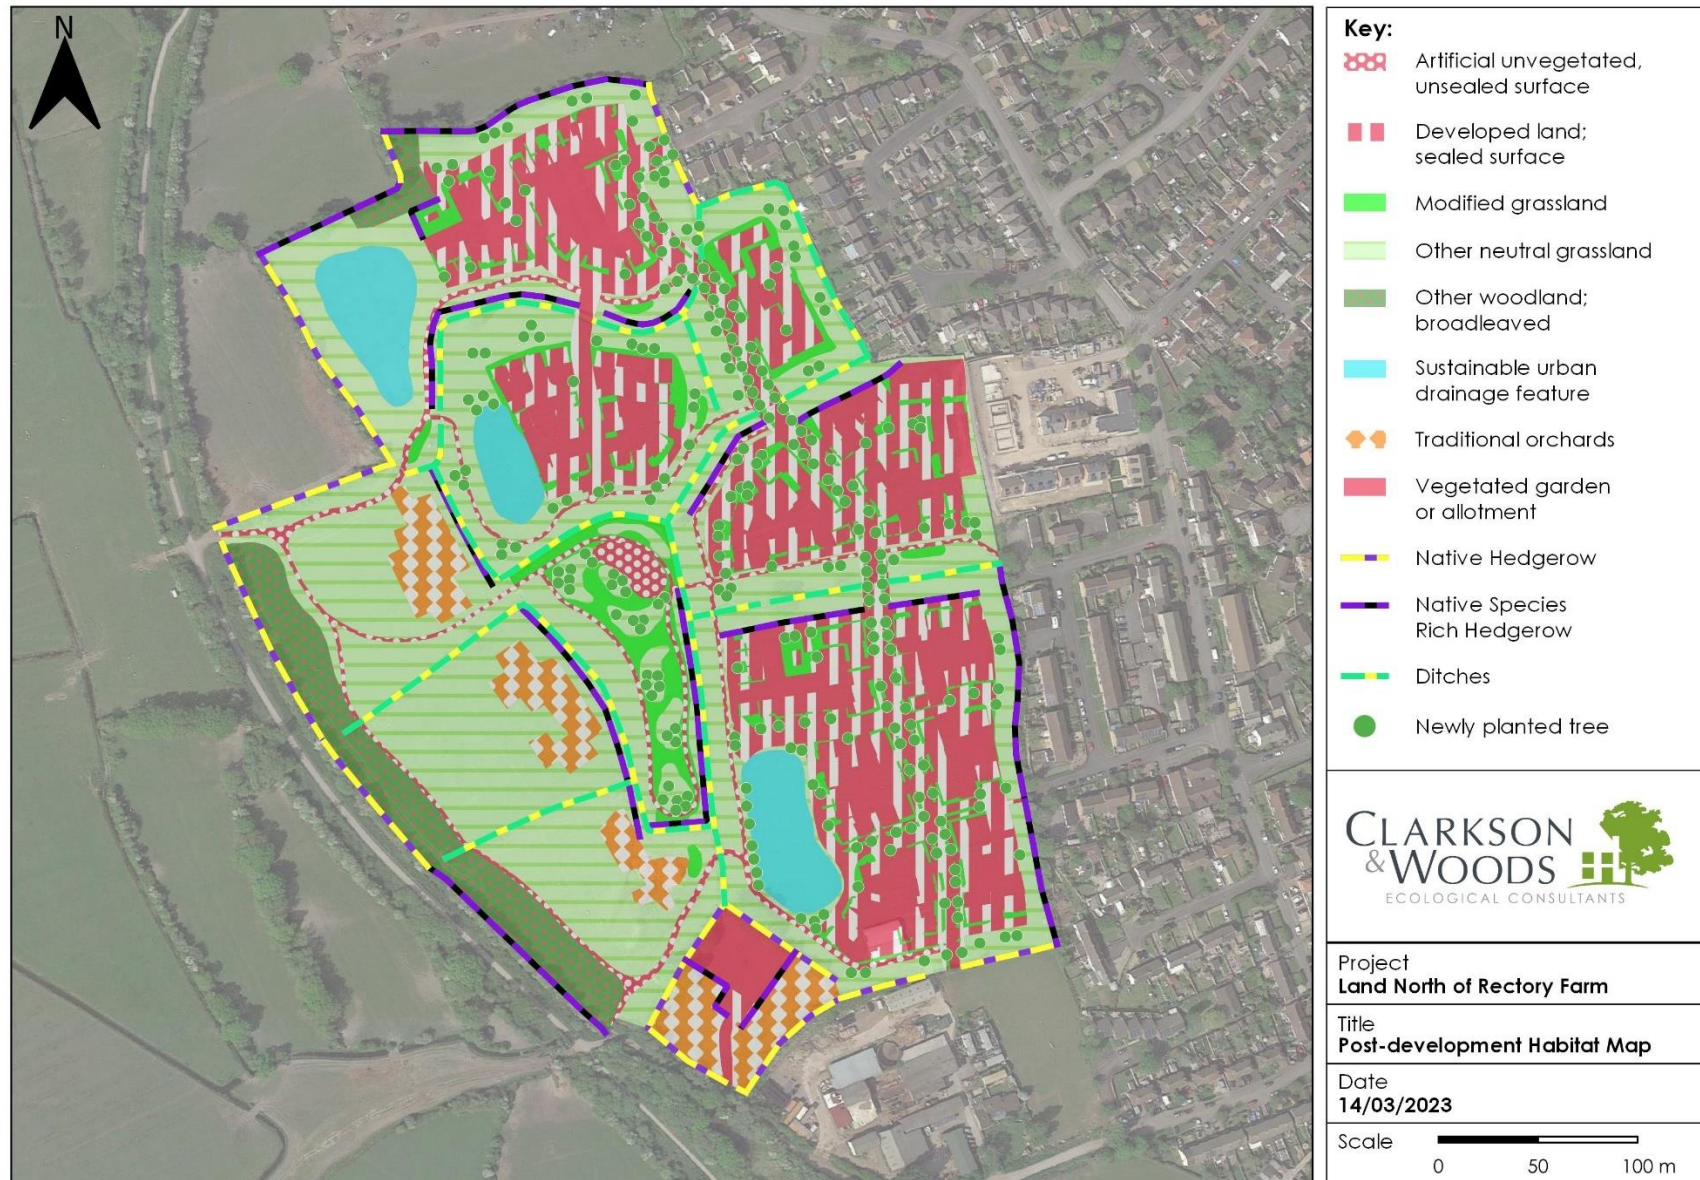 N
Key:
Artificial unvegetated,
unsealed surface
Developed land;
sealed surface
Modified grassland
Other neutral grassland
Other woodland;
broadleaved
Sustainable urban
drainage feature
Traditional orchards
Vegetated garden
or allotment
Native Hedgerow
Native Species
Rich Hedgerow
Ditches
Newly planted tree
CLARKSON
& WOODS
ECOLOGICAL CONSULTANTS
Project
Land North of Rectory Farm
Title
Post-development Habitat Map
Date
14/03/2023
Scale
0 50 100 m